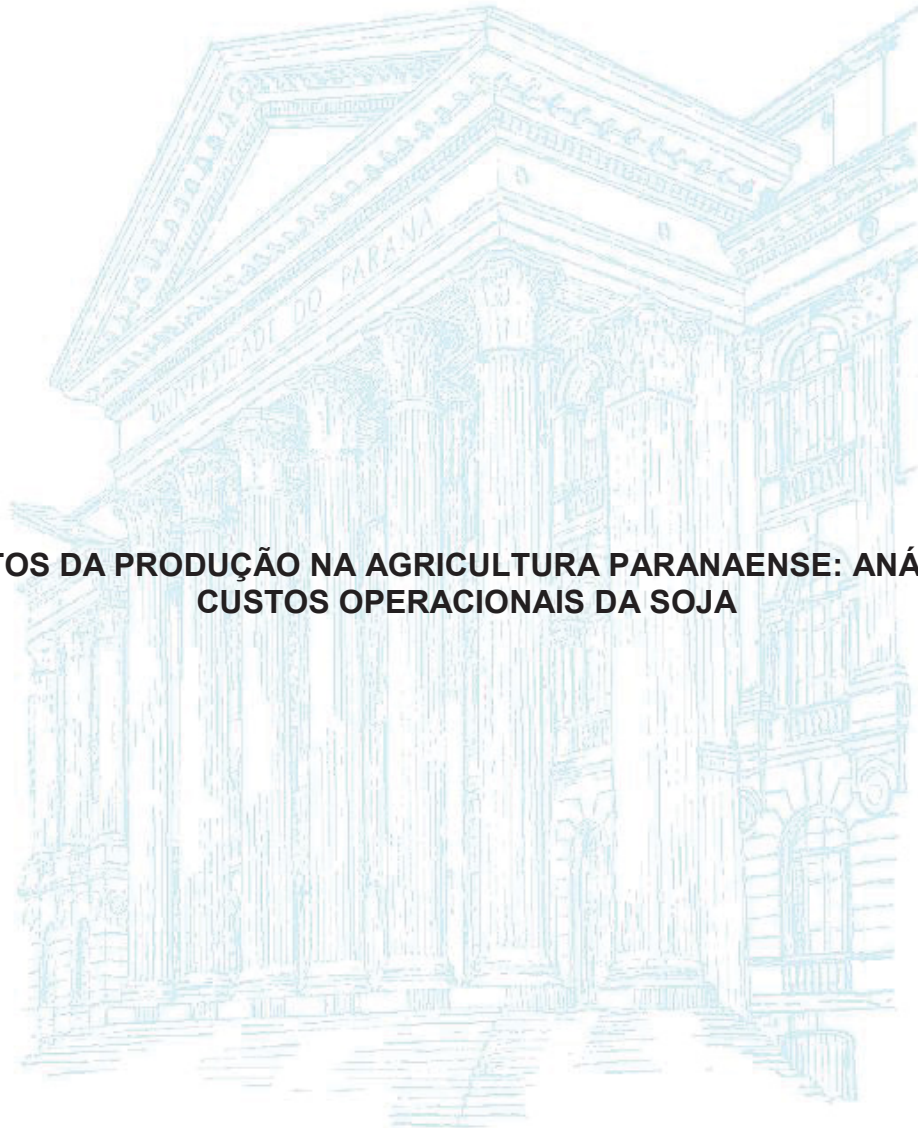 UNIVERSIDADE DO PARANÁ
TOS DA PRODUÇÃO NA AGRICULTURA PARANAENSE: ANÁ
CUSTOS OPERACIONAIS DA SOJA